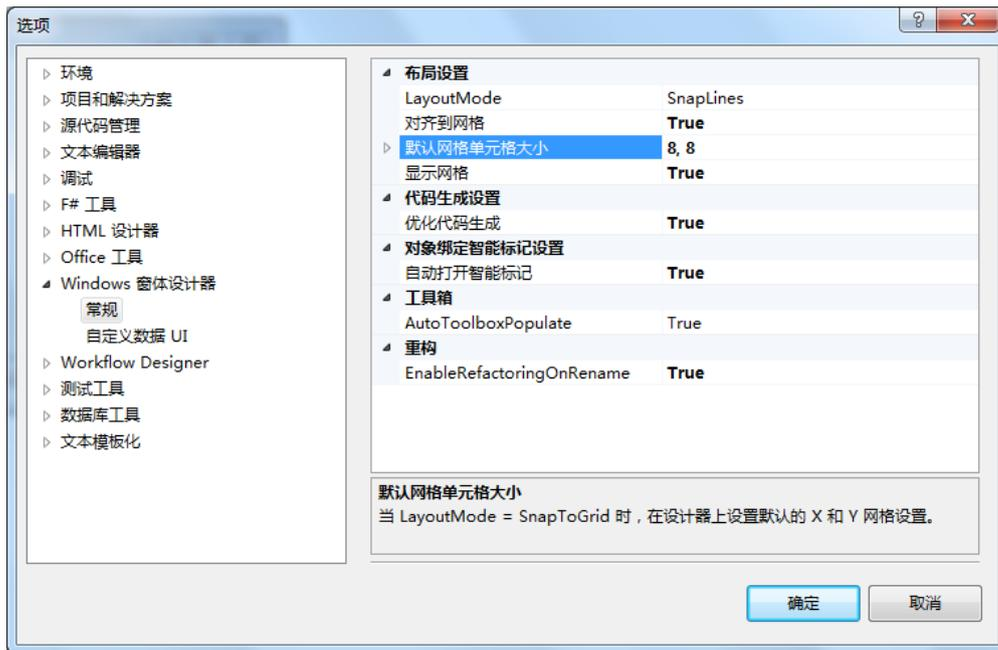 选项
环境
项目和解决方案
源代码管理
文本编辑器
调试
F# 工具
HTML 设计器
Office 工具
Windows 窗体设计器
常规
自定义数据 UI
Workflow Designer
测试工具
数据库工具
文本模板化
布局设置
LayoutMode SnapLines
对齐到网格 True
默认网格单元格大小 8, 8
显示网格 True
代码生成设置
优化代码生成 True
对象绑定智能标记设置
自动打开智能标记 True
工具箱
AutoToolboxPopulate True
重构
EnableRefactoringOnRename True
默认网格单元格大小
当 LayoutMode = SnapToGrid 时，在设计器上设置默认的 X 和 Y 网格设置。
确定 取消